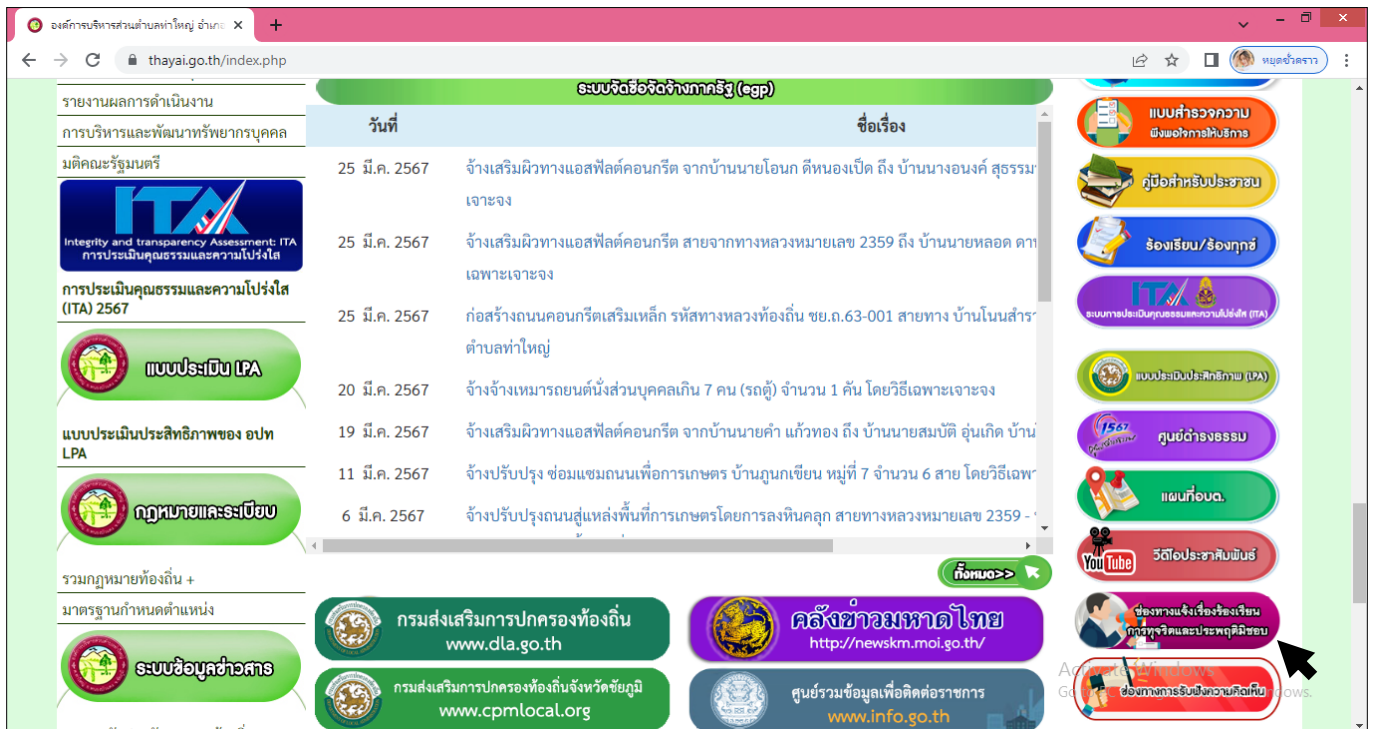 องค์การบริหารส่วนตำบลท่าใหญ่ อำเภอ
thayai.go.th/index.php
หยุดชั่วคราว
รายงานผลการดำเนินงาน
การบริหารและพัฒนาทรัพยากรบุคคล
มติคณะรัฐมนตรี
ITA
Integrity and transparency Assessment: ITA
การประเมินคุณธรรมและความโปร่งใส
การประเมินคุณธรรมและความโปร่งใส
(ITA) 2567
แบบประเมิน LPA
แบบประเมินประสิทธิภาพของ อปท
LPA
กฎหมายและระเบียบ
รวมกฎหมายท้องถิ่น +
มาตรฐานกำหนดตำแหน่ง
ระบบข้อมูลข่าวสาร
ระบบจัดซื้อจัดจ้างภาครัฐ (egp)
วันที่ ชื่อเรื่อง
25 มี.ค. 2567 จ้างเสริมผิวทางแอสฟัลต์คอนกรีต จากบ้านนายโอนก ดีหนองเป็ด ถึง บ้านนางอนงค์ สุธรรม
เจาะจง
25 มี.ค. 2567 จ้างเสริมผิวทางแอสฟัลต์คอนกรีต สายจากทางหลวงหมายเลข 2359 ถึง บ้านนายหลอด ดา
เฉพาะเจาะจง
25 มี.ค. 2567 ก่อสร้างถนนคอนกรีตเสริมเหล็ก รหัสทางหลวงท้องถิ่น ชย.ถ.63-001 สายทาง บ้านโนนสำรา
ตำบลท่าใหญ่
20 มี.ค. 2567 จ้างจ้างเหมารถยนต์นั่งส่วนบุคคลเกิน 7 คน (รถตู้) จำนวน 1 คัน โดยวิธีเฉพาะเจาะจง
19 มี.ค. 2567 จ้างเสริมผิวทางแอสฟัลต์คอนกรีต จากบ้านนายคำ แก้วทอง ถึง บ้านนายสมบัติ อุ่นเกิด บ้าน
11 มี.ค. 2567 จ้างปรับปรุง ซ่อมแซมถนนเพื่อการเกษตร บ้านภูนกเขียน หมู่ที่ 7 จำนวน 6 สาย โดยวิธีเฉพา
6 มี.ค. 2567 จ้างปรับปรุงถนนสู่แหล่งพื้นที่การเกษตรโดยการลงหินคลุก สายทางหลวงหมายเลข 2359 -
ทั้งหมด>>
กรมส่งเสริมการปกครองท้องถิ่น
www.dla.go.th
คลังข่าวมหาดไทย
http://newskm.moi.go.th/
กรมส่งเสริมการปกครองท้องถิ่นจังหวัดชัยภูมิ
www.cpmlocal.org
ศูนย์รวมข้อมูลเพื่อติดต่อราชการ
www.info.go.th
แบบสำรวจความ
พึงพอใจการให้บริการ
คู่มือสำหรับประชาชน
ร้องเรียน/ร้องทุกข์
ITA
ระบบการประเมินคุณธรรมและความโปร่งใส (ITA)
แบบประเมินประสิทธิภาพ (LPA)
1567
ศูนย์ดำรงธรรม
แผนที่อบต.
YouTube
วีดีโอประชาสัมพันธ์
ช่องทางแจ้งเรื่องร้องเรียน
การทุจริตและประพฤติมิชอบ
Activate Windows
ช่องทางการรับฟังความคิดเห็น